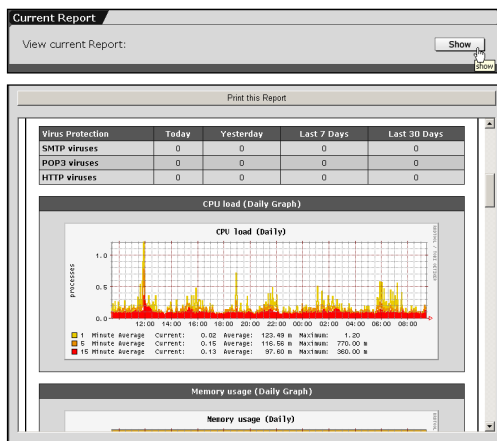 Current Report
View current Report:
Show
show
Print this Report
Virus Protection Today Yesterday Last 7 Days Last 30 Days
SMTP viruses 0 0 0 0
POP3 viruses 0 0 0 0
HTTP viruses 0 0 0 0
CPU load (Daily Graph)
CPU load (Daily)
processes
1.0
0.5
0.0
12:00 14:00 16:00 18:00 20:00 22:00 00:00 02:00 04:00 06:00 08:00
1 Minute Average Current: 0.02 Average: 123.49 m Maximum: 1.20
5 Minute Average Current: 0.15 Average: 116.56 m Maximum: 770.00 m
15 Minute Average Current: 0.13 Average: 97.60 m Maximum: 360.00 m
Memory usage (Daily Graph)
Memory usage (Daily)